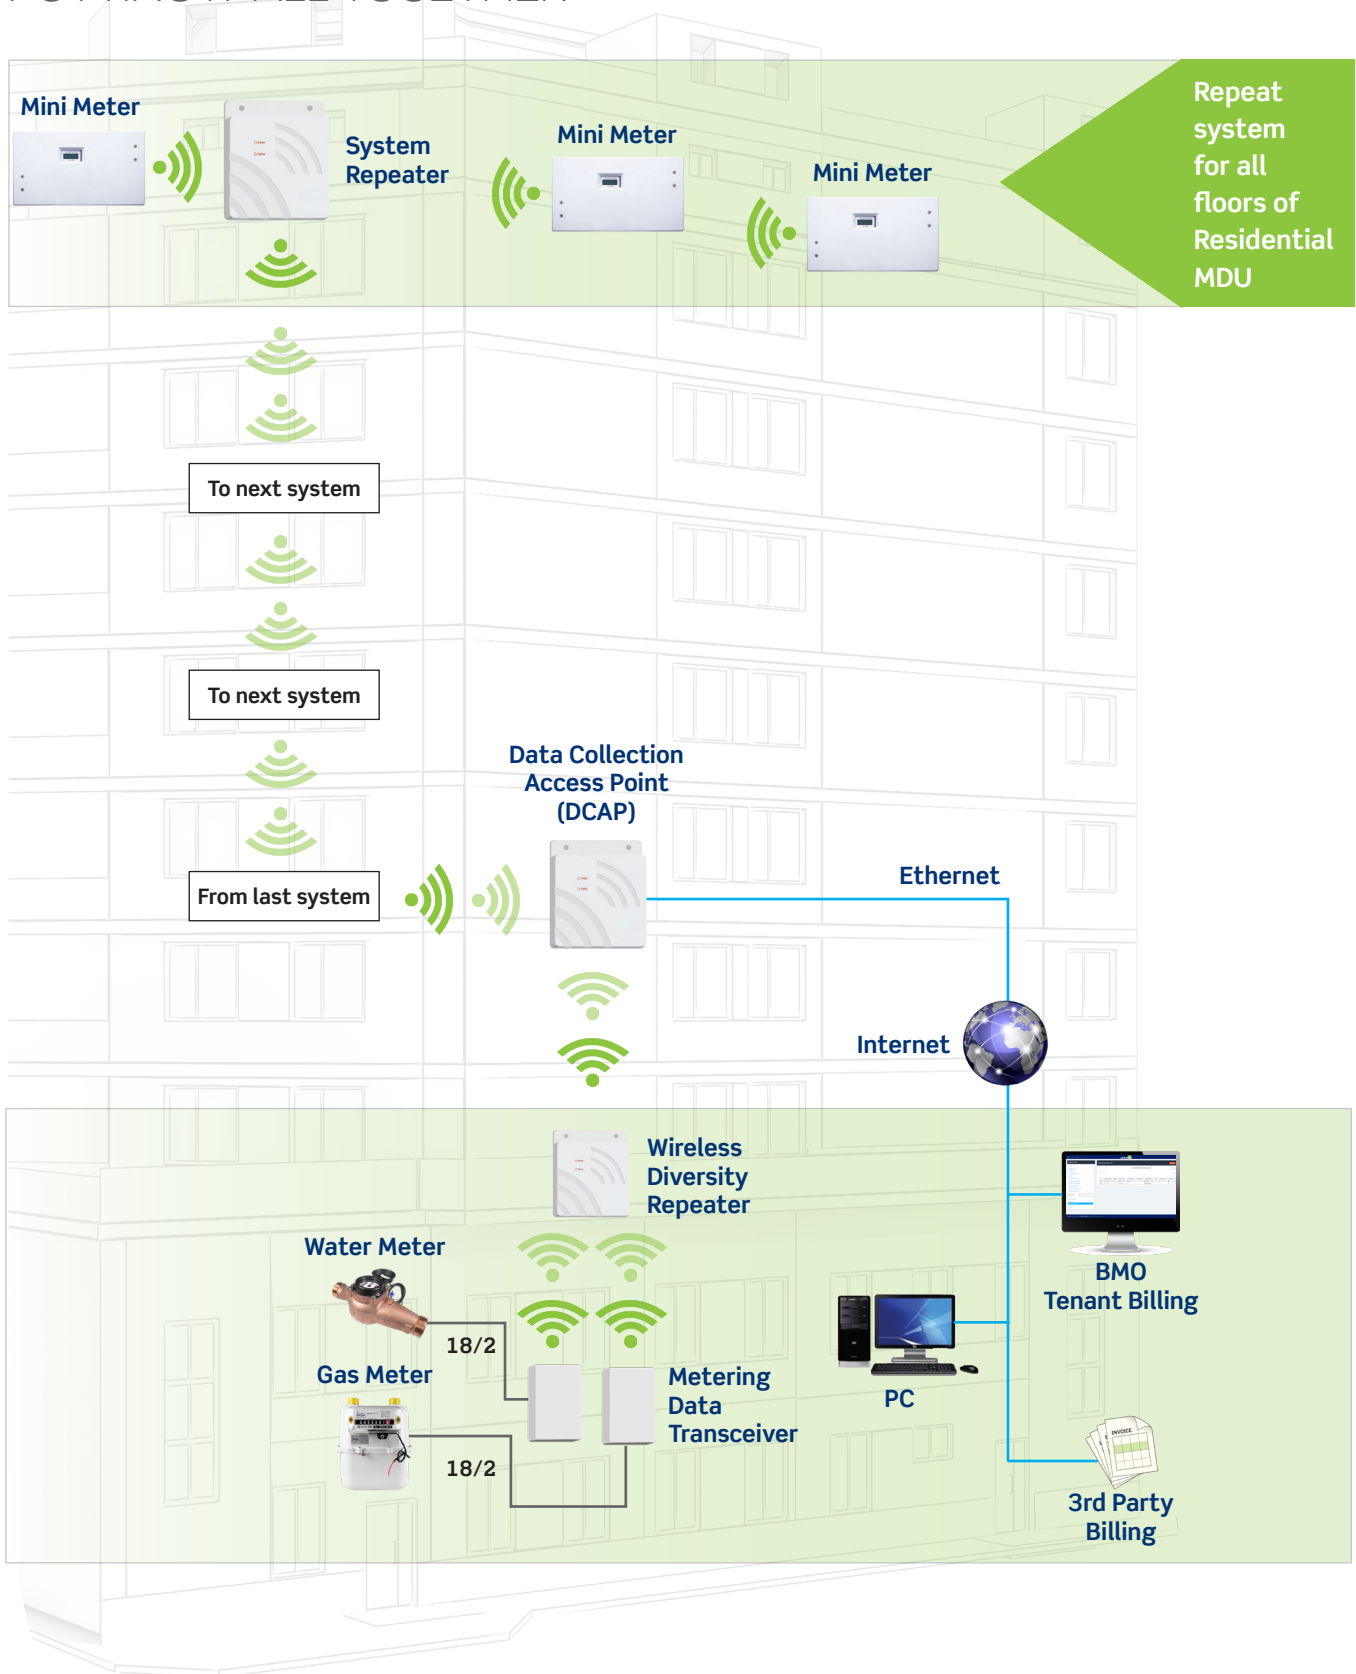 Mini Meter
System
Repeater
Mini Meter
Mini Meter
Repeat
system
for all
floors of
Residential
MDU
To next system
To next system
Data Collection
Access Point
(DCAP)
From last system
Ethernet
Internet
Wireless
Diversity
Repeater
Water Meter
18/2
BMO
Tenant Billing
Gas Meter
Metering
Data
Transceiver
PC
18/2
INVOICE
3rd Party
Billing